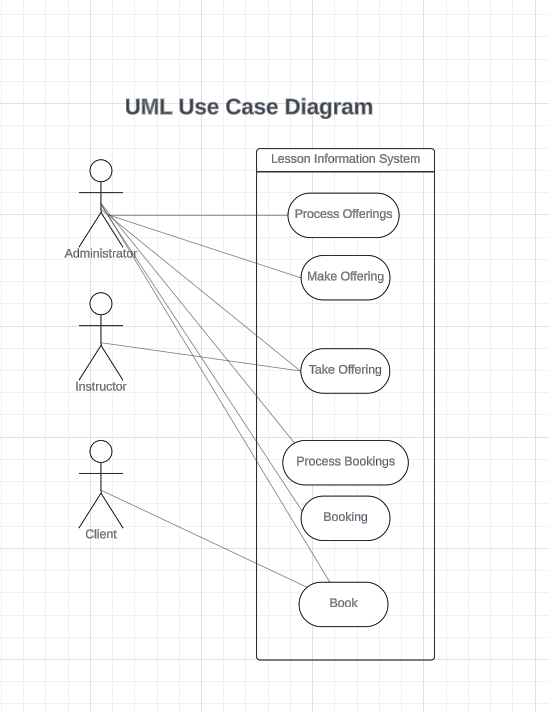 UML Use Case Diagram
Lesson Information System
Process Offerings
Administrator
Make Offering
Take Offering
Instructor
Process Bookings
Booking
Client
Book